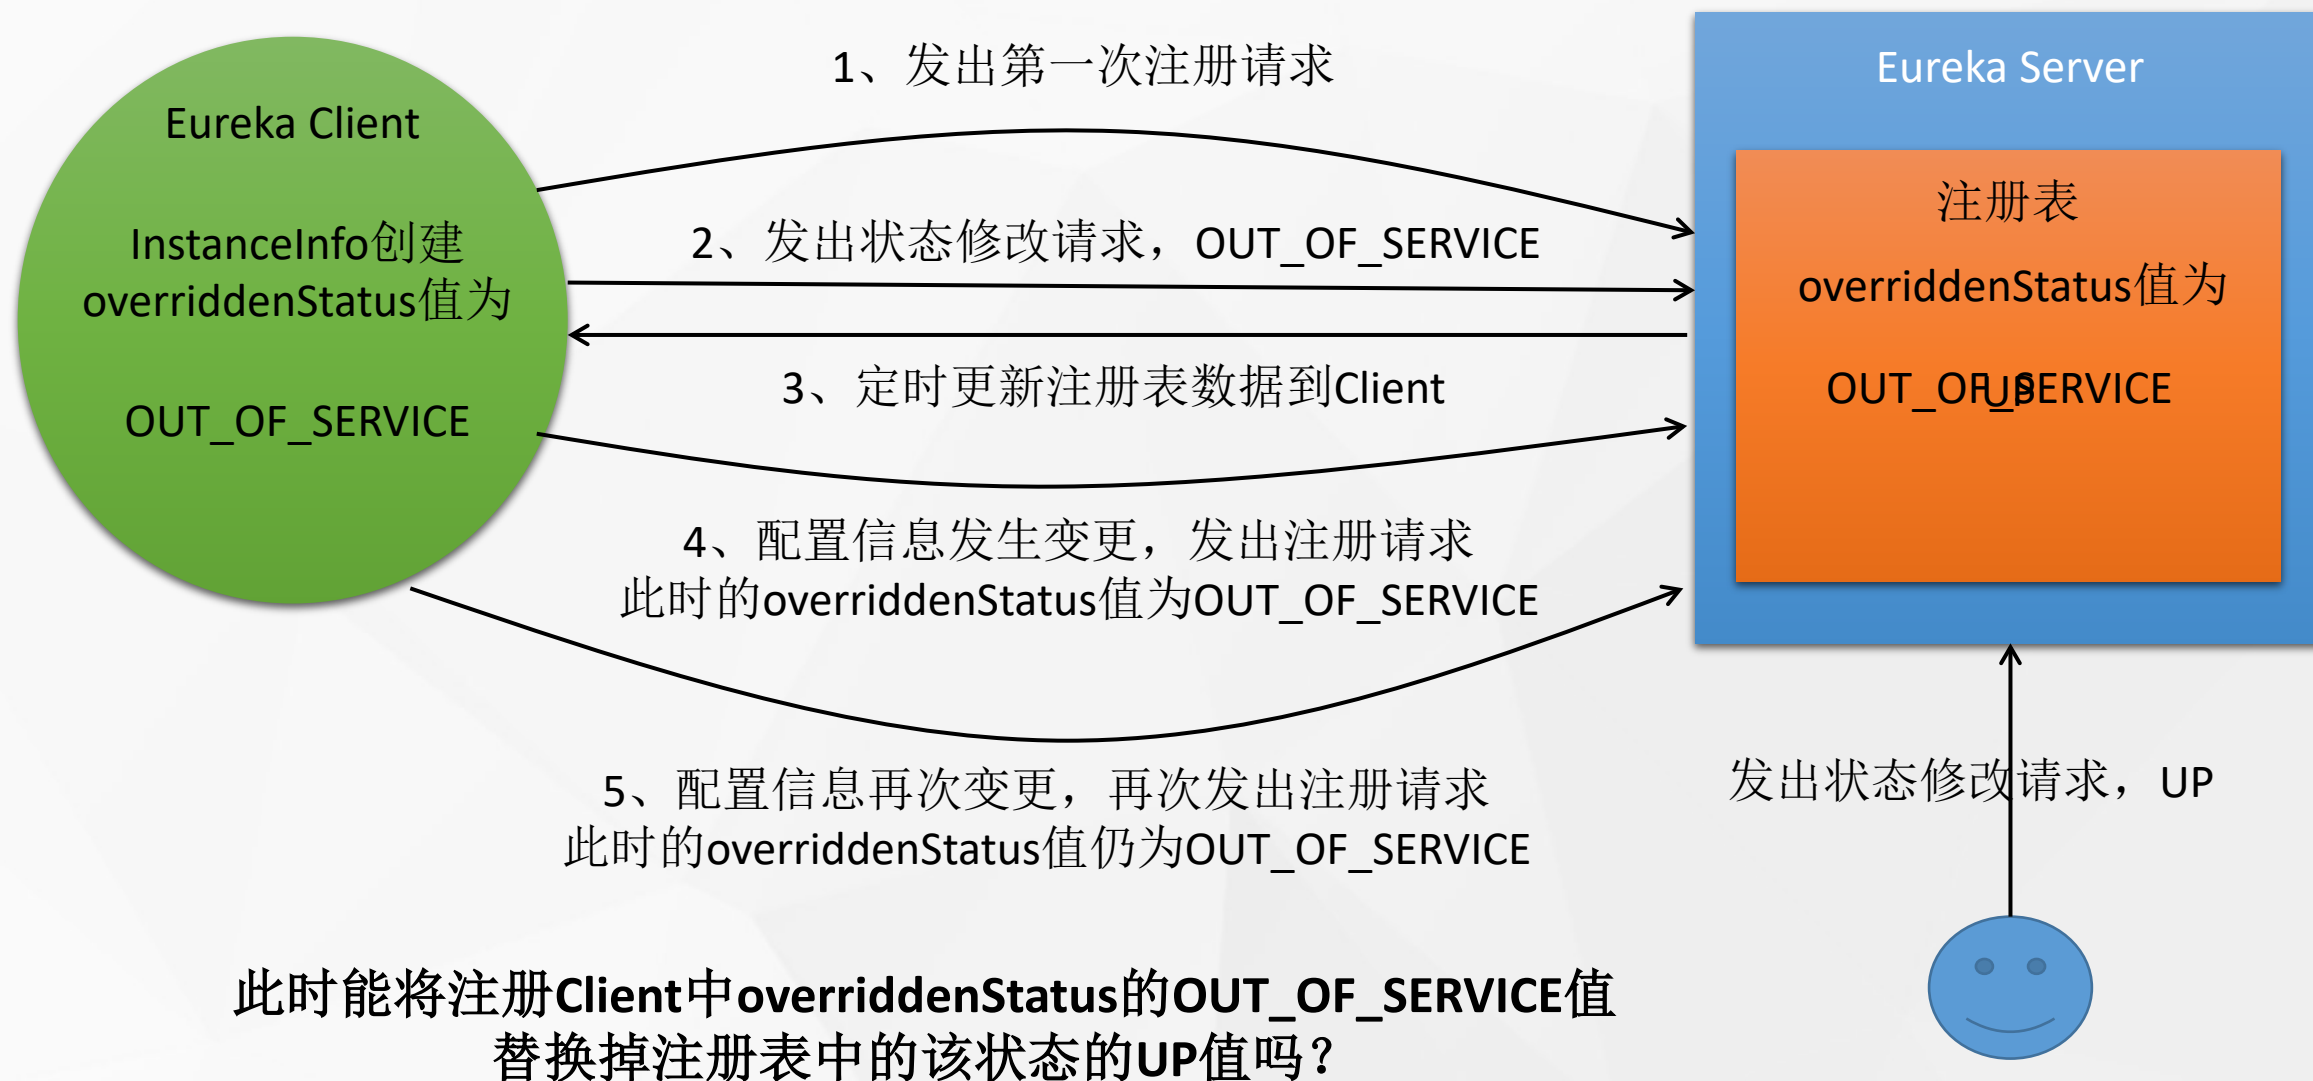 Eureka Client
InstanceInfo创建
overriddenStatus值为
OUT_OF_SERVICE
1、发出第一次注册请求
2、发出状态修改请求，OUT_OF_SERVICE
3、定时更新注册表数据到Client
4、配置信息发生变更，发出注册请求
此时的overriddenStatus值为OUT_OF_SERVICE
5、配置信息再次变更，再次发出注册请求
此时的overriddenStatus值仍为OUT_OF_SERVICE
Eureka Server
注册表
overriddenStatus值为
OUT_OF_SERVICE
UP
发出状态修改请求，UP
此时能将注册Client中overriddenStatus的OUT_OF_SERVICE值
替换掉注册表中的该状态的UP值吗？